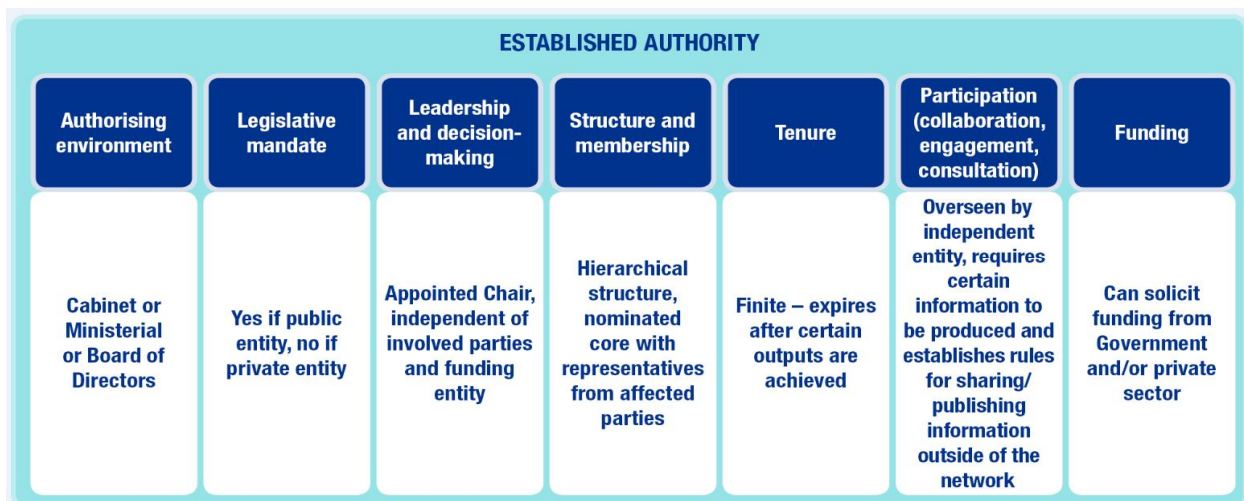 ESTABLISHED AUTHORITY
Authorising
environment
Legislative
mandate
Leadership
and decision-
making
Structure and
membership
Tenure
Participation
(collaboration,
engagement,
consultation)
Funding
Cabinet or
Ministerial
or Board of
Directors
Yes if public
entity, no if
private entity
Appointed Chair,
independent of
involved parties
and funding
entity
Hierarchical
structure,
nominated
core with
representatives
from affected
parties
Finite – expires
after certain
outputs are
achieved
Overseen by
independent
entity, requires
certain
information to
be produced and
establishes rules
for sharing/
publishing
information
outside of the
network
Can solicit
funding from
Government
and/or private
sector